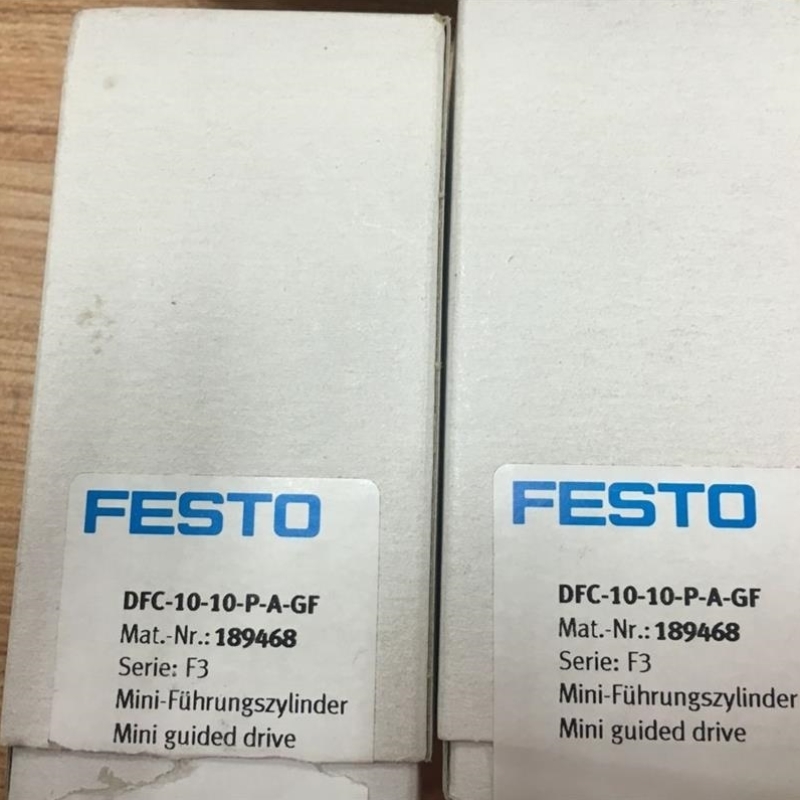 FESTO
DFC-10-10-P-A-GF
Mat.-Nr.: 189468
Serie: F3
Mini-Führungszylinder
Mini guided drive
FESTO
DFC-10-10-P-A-GF
Mat.-Nr.: 189468
Serie: F3
Mini-Führungszylinder
Mini guided drive